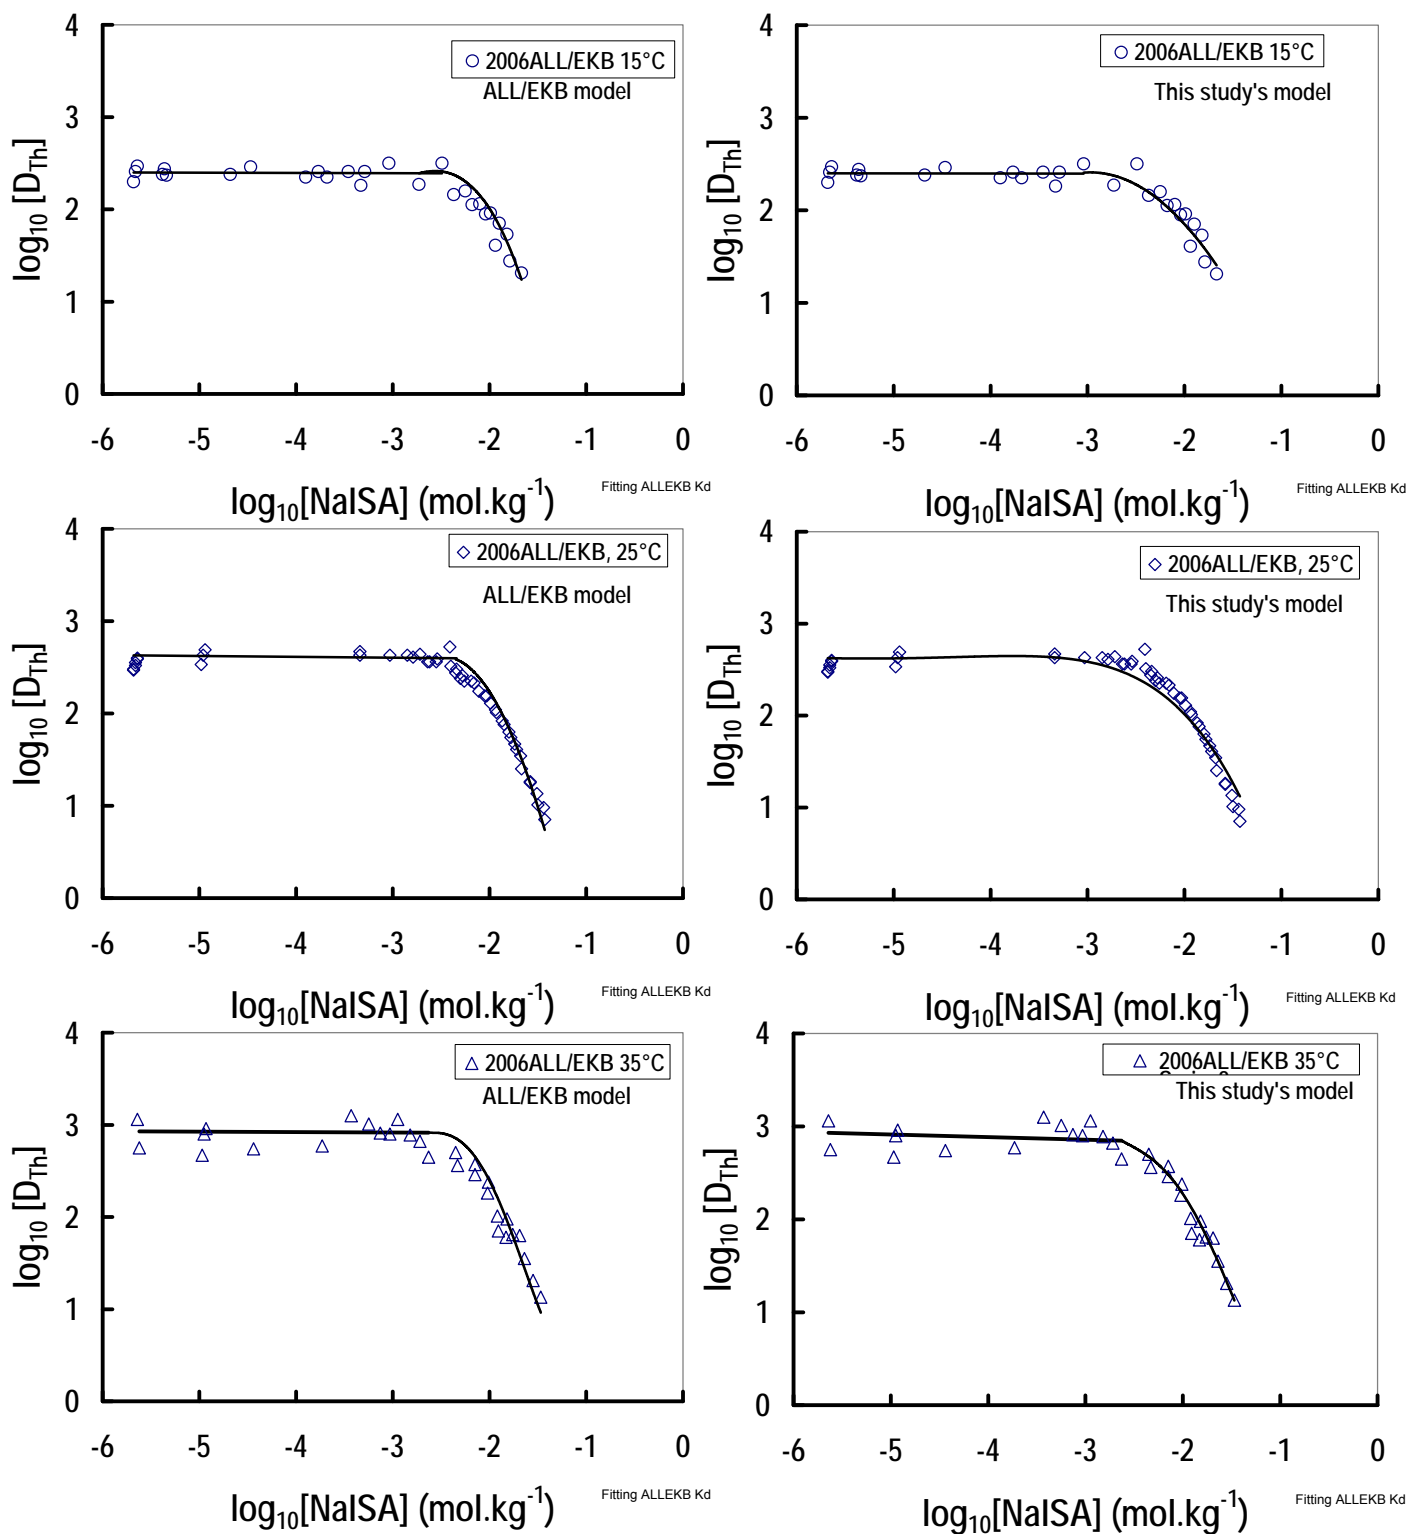 4
3
2
1
0
-6 -5 -4 -3 -2 -1 0
log10 [DTh]
2006ALL/EKB 15°C
ALL/EKB model
log10[NaISA] (mol.kg-1)
Fitting ALLEKB Kd
4
3
2
1
0
-6 -5 -4 -3 -2 -1 0
log10 [DTh]
2006ALL/EKB 15°C
This study's model
log10[NaISA] (mol.kg-1)
Fitting ALLEKB Kd
4
3
2
1
0
-6 -5 -4 -3 -2 -1 0
log10 [DTh]
2006ALL/EKB, 25°C
ALL/EKB model
log10[NaISA] (mol.kg-1)
Fitting ALLEKB Kd
4
3
2
1
0
-6 -5 -4 -3 -2 -1 0
log10 [DTh]
2006ALL/EKB, 25°C
This study's model
log10[NaISA] (mol.kg-1)
Fitting ALLEKB Kd
4
3
2
1
0
-6 -5 -4 -3 -2 -1 0
log10 [DTh]
2006ALL/EKB 35°C
ALL/EKB model
log10[NaISA] (mol.kg-1)
Fitting ALLEKB Kd
4
3
2
1
0
-6 -5 -4 -3 -2 -1 0
log10 [DTh]
2006ALL/EKB 35°C
This study's model
log10[NaISA] (mol.kg-1)
Fitting ALLEKB Kd